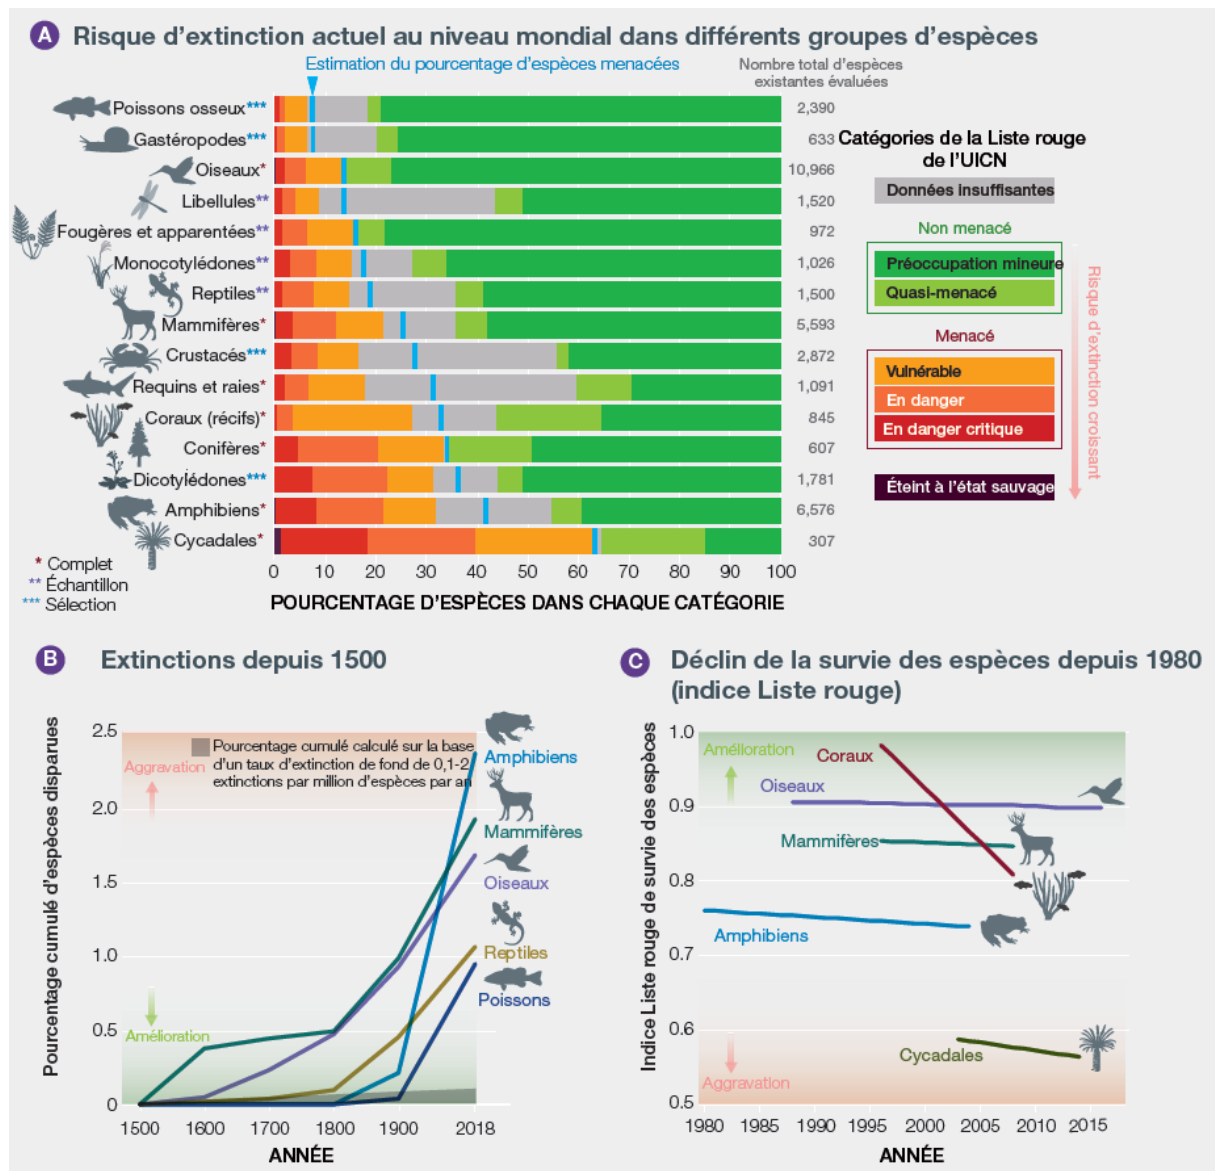 A Risque d'extinction actuel au niveau mondial dans différents groupes d'espèces
Estimation du pourcentage d'espèces menacées
Nombre total d'espèces
existantes évaluées
Poissons osseux*** 2,390
Gastéropodes*** 633
Oiseaux* 10,966
Libellules** 1,520
Fougères et apparentées** 972
Monocotylédones** 1,026
Reptiles** 1,500
Mammifères* 5,593
Crustacés*** 2,872
Requins et raies* 1,091
Coraux (récifs)* 845
Conifères* 607
Dicotylédones*** 1,781
Amphibiens* 6,576
Cycadales* 307
0 10 20 30 40 50 60 70 80 90 100
POURCENTAGE D'ESPÈCES DANS CHAQUE CATÉGORIE
* Complet
** Échantillon
*** Sélection
Catégories de la Liste rouge
de l'UICN
Données insuffisantes
Non menacé
Préoccupation mineure
Quasi-menacé
Menacé
Vulnérable
En danger
En danger critique
Éteint à l'état sauvage
Risque d'extinction croissant
B Extinctions depuis 1500
Pourcentage cumulé d'espèces disparues
2.5
2.0
1.5
1.0
0.5
0
Pourcentage cumulé calculé sur la base
d'un taux d'extinction de fond de 0,1-2
extinctions par million d'espèces par an
Aggravation
Amélioration
Amphibiens
Mammifères
Oiseaux
Reptiles
Poissons
1500 1600 1700 1800 1900 2018
ANNÉE
C Déclin de la survie des espèces depuis 1980
(indice Liste rouge)
Indice Liste rouge de survie des espèces
1.0
0.9
0.8
0.7
0.6
0.5
Amélioration
Coraux
Oiseaux
Mammifères
Amphibiens
Cycadales
Aggravation
1980 1985 1990 1995 2000 2005 2010 2015
ANNÉE